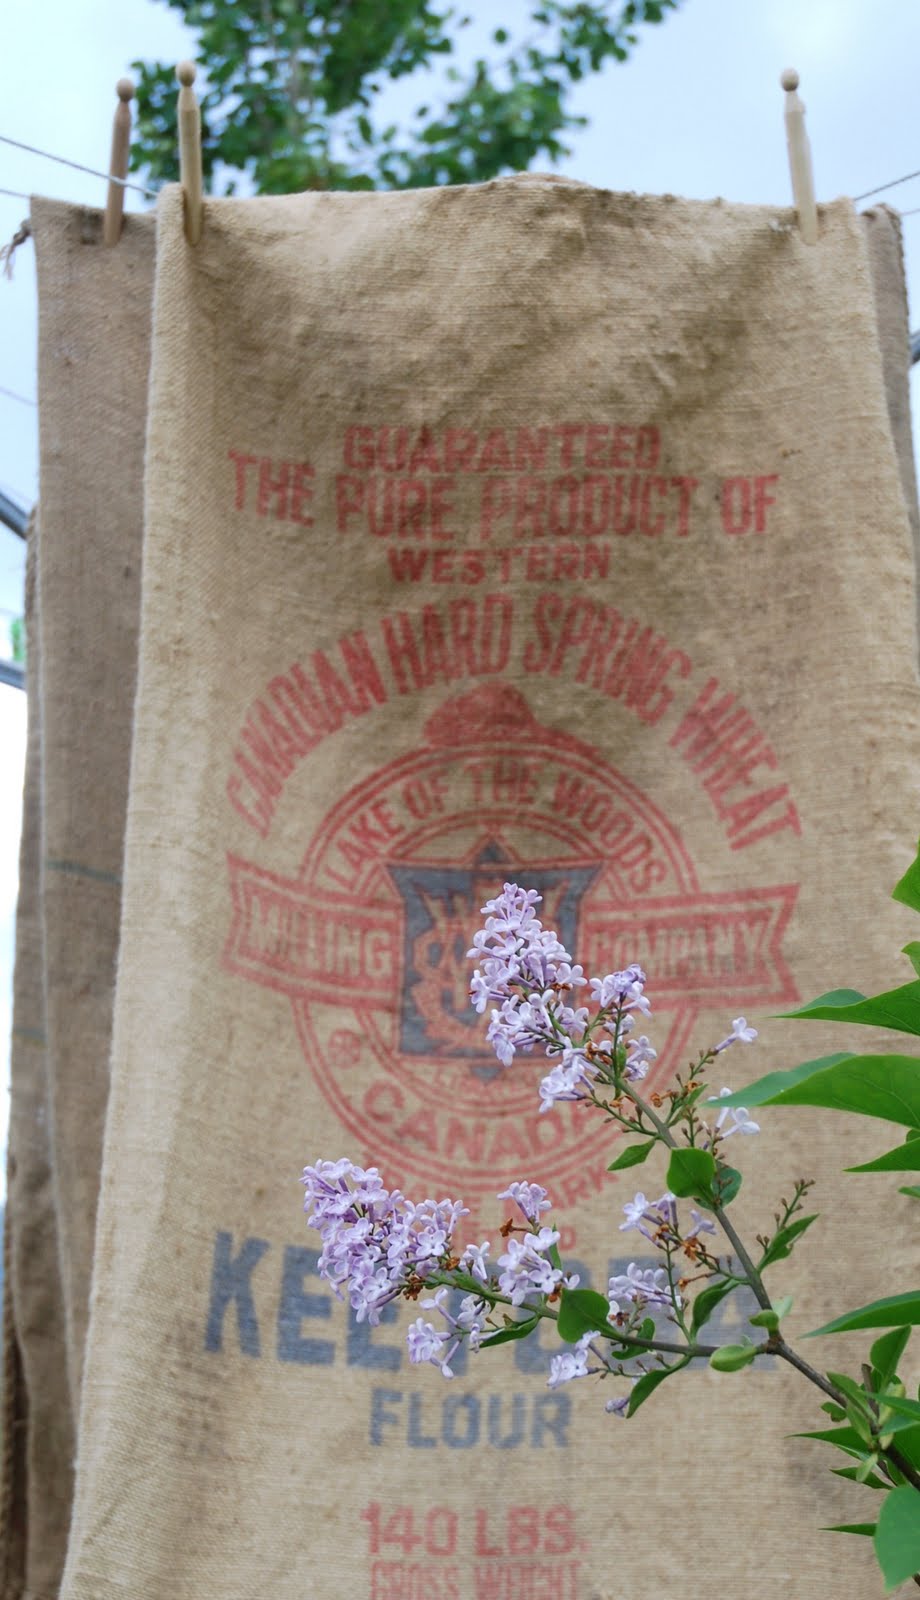 GUARANTEED
THE PURE PRODUCT OF
WESTERN
CANADIAN HARD SPRING WHEAT
LAKE OF THE WOODS
MILLING COMPANY
CANADA
FLOUR
140 LBS.
GROSS WEIGHT